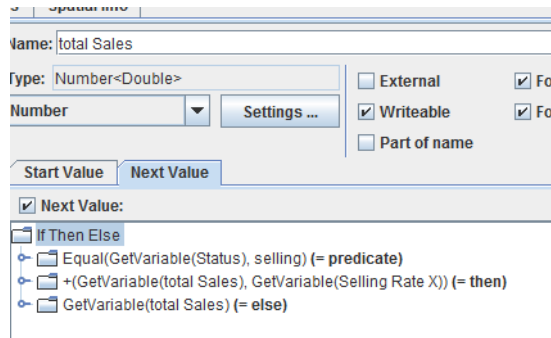 Spatial Info
Name: total Sales
Type: Number<Double>
External
Number
Settings ...
Writeable
Part of name
Start Value
Next Value
Next Value:
If Then Else
Equal(GetVariable(Status), selling) (= predicate)
+(GetVariable(total Sales), GetVariable(Selling Rate X)) (= then)
GetVariable(total Sales) (= else)